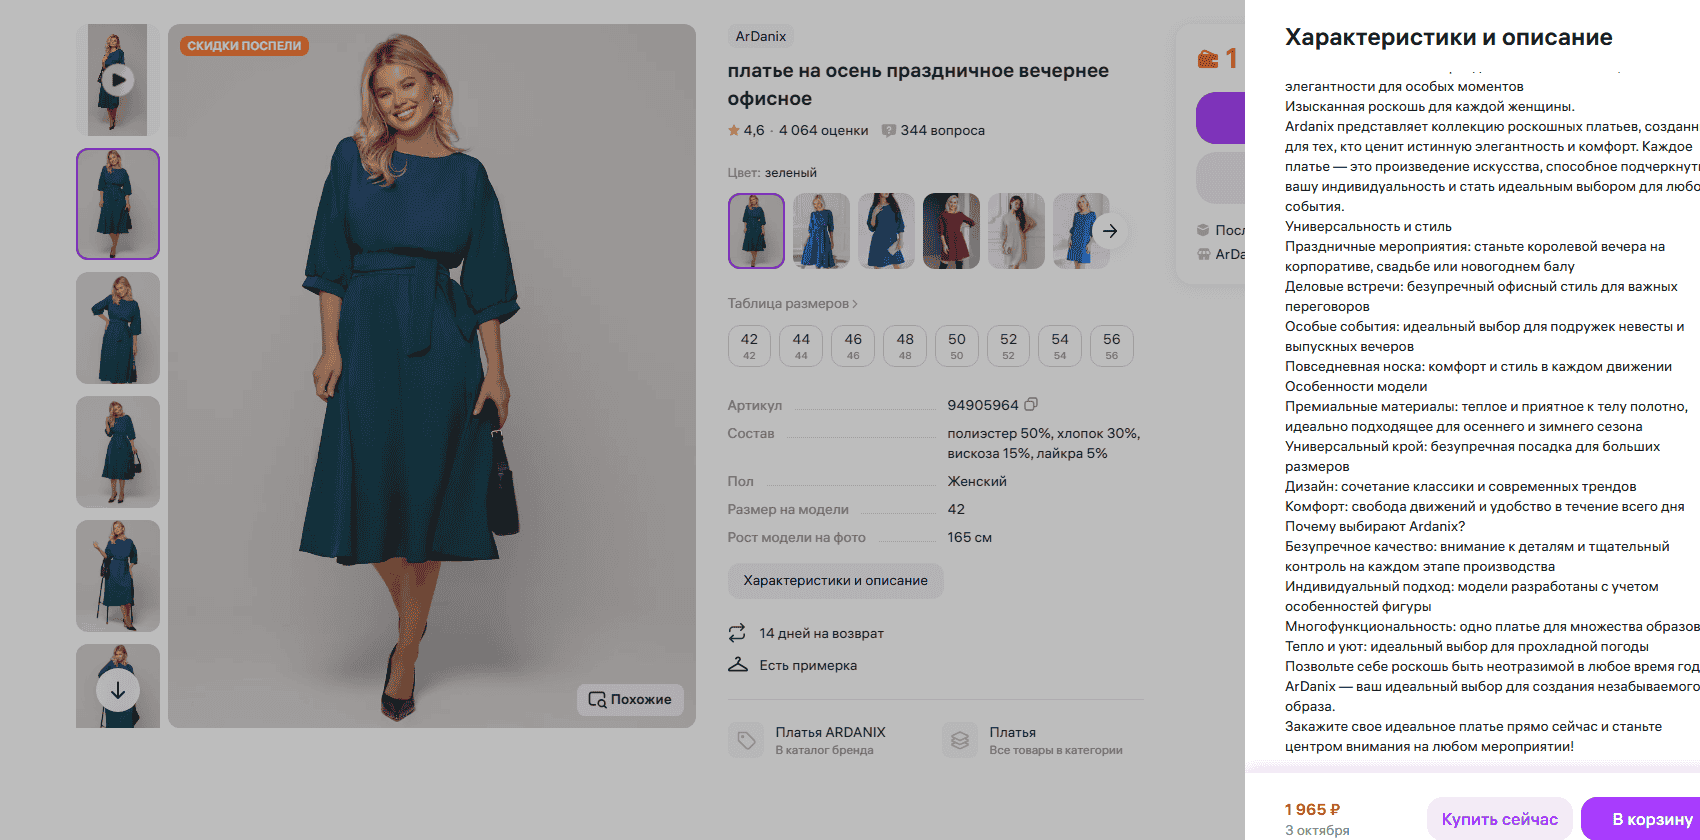 СКИДКИ ПОСПЕЛИ
Похожие
ArDanix
платье на осень праздничное вечернее
офисное
4,6 · 4 064 оценки
344 вопроса
Цвет: зеленый
Таблица размеров
42 44 46 48 50 52 54 56
42 44 46 48 50 52 54 56
Артикул 94905964
Состав полиэстер 50%, хлопок 30%,
вискоза 15%, лайкра 5%
Пол Женский
Размер на модели 42
Рост модели на фото 165 см
Характеристики и описание
14 дней на возврат
Есть примерка
Платья ARDANIX
В каталог бренда
Платья
Все товары в категории
1
Посл
ArDa
Характеристики и описание
элегантности для особых моментов
Изысканная роскошь для каждой женщины.
Ardanix представляет коллекцию роскошных платьев, создан
для тех, кто ценит истинную элегантность и комфорт. Каждое
платье — это произведение искусства, способное подчеркнут
вашу индивидуальность и стать идеальным выбором для любо
события.
Универсальность и стиль
Праздничные мероприятия: станьте королевой вечера на
корпоративе, свадьбе или новогоднем балу
Деловые встречи: безупречный офисный стиль для важных
переговоров
Особые события: идеальный выбор для подружек невесты и
выпускных вечеров
Повседневная носка: комфорт и стиль в каждом движении
Особенности модели
Премиальные материалы: теплое и приятное к телу полотно,
идеально подходящее для осеннего и зимнего сезона
Универсальный крой: безупречная посадка для больших
размеров
Дизайн: сочетание классики и современных трендов
Комфорт: свобода движений и удобство в течение всего дня
Почему выбирают Ardanix?
Безупречное качество: внимание к деталям и тщательный
контроль на каждом этапе производства
Индивидуальный подход: модели разработаны с учетом
особенностей фигуры
Многофункциональность: одно платье для множества образов
Тепло и уют: идеальный выбор для прохладной погоды
Позвольте себе роскошь быть неотразимой в любое время год
ArDanix — ваш идеальный выбор для создания незабываемого
образа.
Закажите свое идеальное платье прямо сейчас и станьте
центром внимания на любом мероприятии!
1 965 ₽
3 октября
Купить сейчас
В корзину